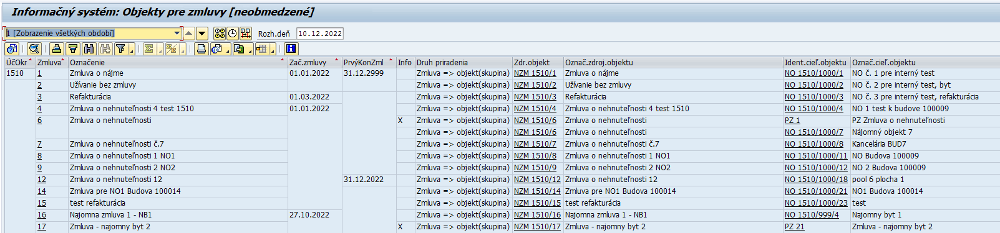 Informačný systém: Objekty pre zmluvy [neobmedzené]
1 [Zobrazenie všetkých období] Rozh.deň 10.12.2022
ÚčOkr Zmluva Označenie Zač.zmluvy PrvýKonZml Info Druh priradenia Zdr.objekt Označ.zdroj.objektu Ident.cieľ.objektu Označ.cieľ.objektu
1510 1 Zmluva o nájme 01.01.2022 31.12.2999 Zmluva => objekt(skupina) NZM 1510/1 Zmluva o nájme NO 1510/1000/1 NO č. 1 pre interný test
2 Užívanie bez zmluvy Zmluva => objekt(skupina) NZM 1510/2 Užívanie bez zmluvy NO 1510/1000/2 NO č. 2 pre interný test, byt
3 Refakturácia 01.03.2022 Zmluva => objekt(skupina) NZM 1510/3 Refakturácia NO 1510/1000/3 NO č. 3 pre interný test, refakturácia
4 Zmluva o nehnuteľnosti 4 test 1510 01.01.2022 Zmluva => objekt(skupina) NZM 1510/4 Zmluva o nehnuteľnosti 4 test 1510 NO 1510/1000/4 NO 1 test k budove 100009
6 Zmluva o nehnuteľnosti X Zmluva => objekt(skupina) NZM 1510/6 Zmluva o nehnuteľnosti PZ 1 PZ Zmluva o nehnuteľnosti
Zmluva => objekt(skupina) NZM 1510/6 Zmluva o nehnuteľnosti NO 1510/1000/7 Nájomný objekt 7
7 Zmluva o nehnuteľnosti č.7 Zmluva => objekt(skupina) NZM 1510/7 Zmluva o nehnuteľnosti č.7 NO 1510/1000/8 Kancelária BUD7
8 Zmluva o nehnuteľnosti 1 NO1 Zmluva => objekt(skupina) NZM 1510/8 Zmluva o nehnuteľnosti 1 NO1 NO 1510/1000/11 NO Budova 100009
9 Zmluva o nehnuteľnosti 2 NO2 Zmluva => objekt(skupina) NZM 1510/9 Zmluva o nehnuteľnosti 2 NO2 NO 1510/1000/12 NO 2 Budova 100009
12 Zmluva o nehnuteľnosti 12 31.12.2022 Zmluva => objekt(skupina) NZM 1510/12 Zmluva o nehnuteľnosti 12 NO 1510/1000/18 pool 6 plocha 1
14 Zmluva pre NO1 Budova 100014 Zmluva => objekt(skupina) NZM 1510/14 Zmluva pre NO1 Budova 100014 NO 1510/1000/21 NO1 Budova 100014
15 test refakturácia Zmluva => objekt(skupina) NZM 1510/15 test refakturácia NO 1510/1000/23 test
16 Najomna zmluva 1 - NB1 27.10.2022 Zmluva => objekt(skupina) NZM 1510/16 Najomna zmluva 1 - NB1 NO 1510/999/4 Najomny byt 1
17 Zmluva - najomny byt 2 X Zmluva => objekt(skupina) NZM 1510/17 Zmluva - najomny byt 2 PZ 21 Zmluva - najomny byt 2